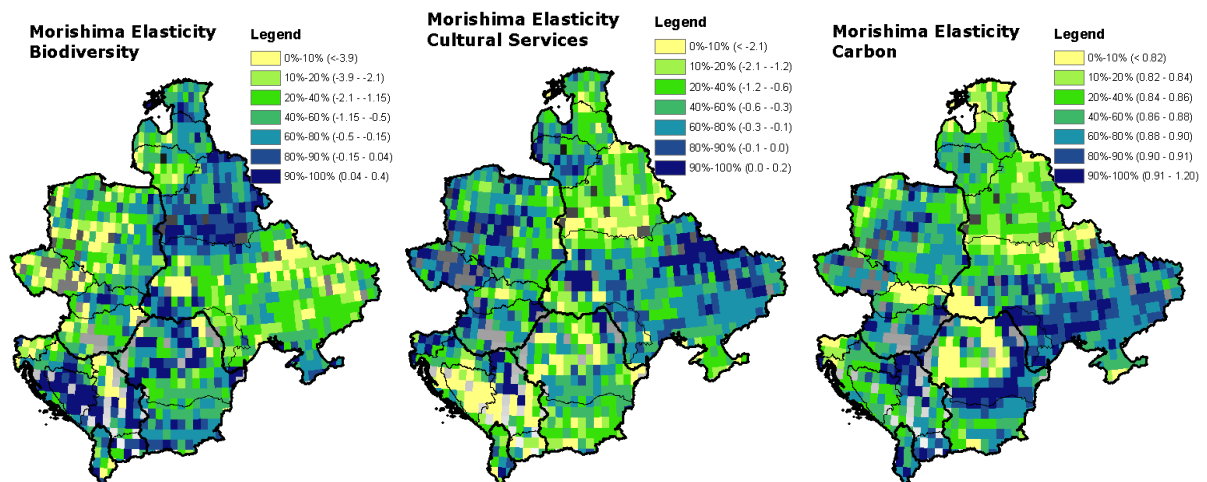 Morishima Elasticity
Biodiversity
Legend
0%-10% (<-3.9)
10%-20% (-3.9 - -2.1)
20%-40% (-2.1 - -1.15)
40%-60% (-1.15 - -0.5)
60%-80% (-0.5 - -0.15)
80%-90% (-0.15 - 0.04)
90%-100% (0.04 - 0.4)
Morishima Elasticity
Cultural Services
Legend
0%-10% (< -2.1)
10%-20% (-2.1 - -1.2)
20%-40% (-1.2 - -0.6)
40%-60% (-0.6 - -0.3)
60%-80% (-0.3 - -0.1)
80%-90% (-0.1 - 0.0)
90%-100% (0.0 - 0.2)
Morishima Elasticity
Carbon
Legend
0%-10% (< 0.82)
10%-20% (0.82 - 0.84)
20%-40% (0.84 - 0.86)
40%-60% (0.86 - 0.88)
60%-80% (0.88 - 0.90)
80%-90% (0.90 - 0.91)
90%-100% (0.91 - 1.20)